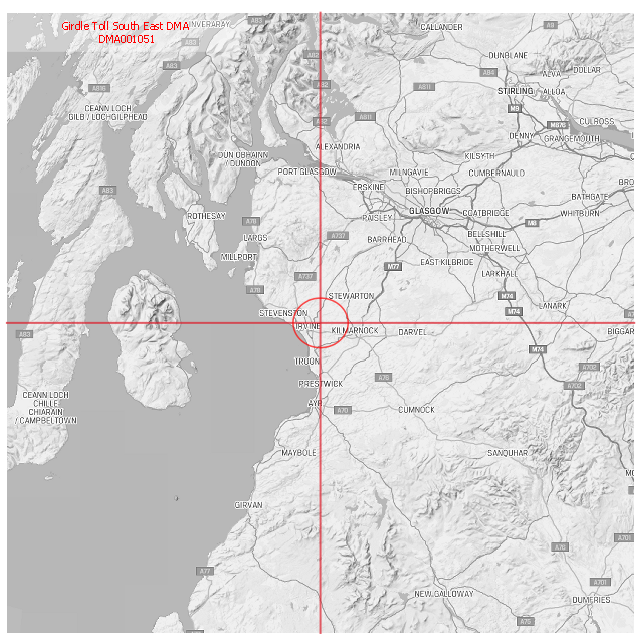 Girdle Toll South East DMA
DMA001051
INVERARAY
A83
A82
A83
CALLANDER
A9
DUNBLANE
A84
ALVA
DOLLAR
A816
A82
A811
STIRLING
ALLOA
CEANN LOCH
GILB / LOCHGILPHEAD
M9
A82
A811
CULROSS
M876
DENNY
GRANGEMOUTH
ALEXANDRIA
DUN OBHAINN
/ DUNOON
KILSYTH
PORT GLASGOW
MILNGAVIE
CUMBERNAULD
A83
ERSKINE
BISHOPBRIGGS
BATHGATE
ROTHESAY
A78
PAISLEY
GLASGOW
COATBRIDGE
WHITBURN
M8
LARGS
A737
BARRHEAD
BELLSHILL
MOTHERWELL
MILLPORT
M77
EAST KILBRIDE
LARKHALL
A737
A78
STEWARTON
M74
LANARK
STEVENSTON
M74
IRVINE
KILMARNOCK
DARVEL
BIGGAR
A83
M74
TROON
A702
PRESTWICK
A76
A702
CEANN LOCH
CHILLE
CHIARAIN
/ CAMPBELTOWN
AYR
A70
CUMNOCK
MAYBOLE
SANQUHAR
GIRVAN
A701
A76
A77
A701
NEW GALLOWAY
DUMFRIES
A75